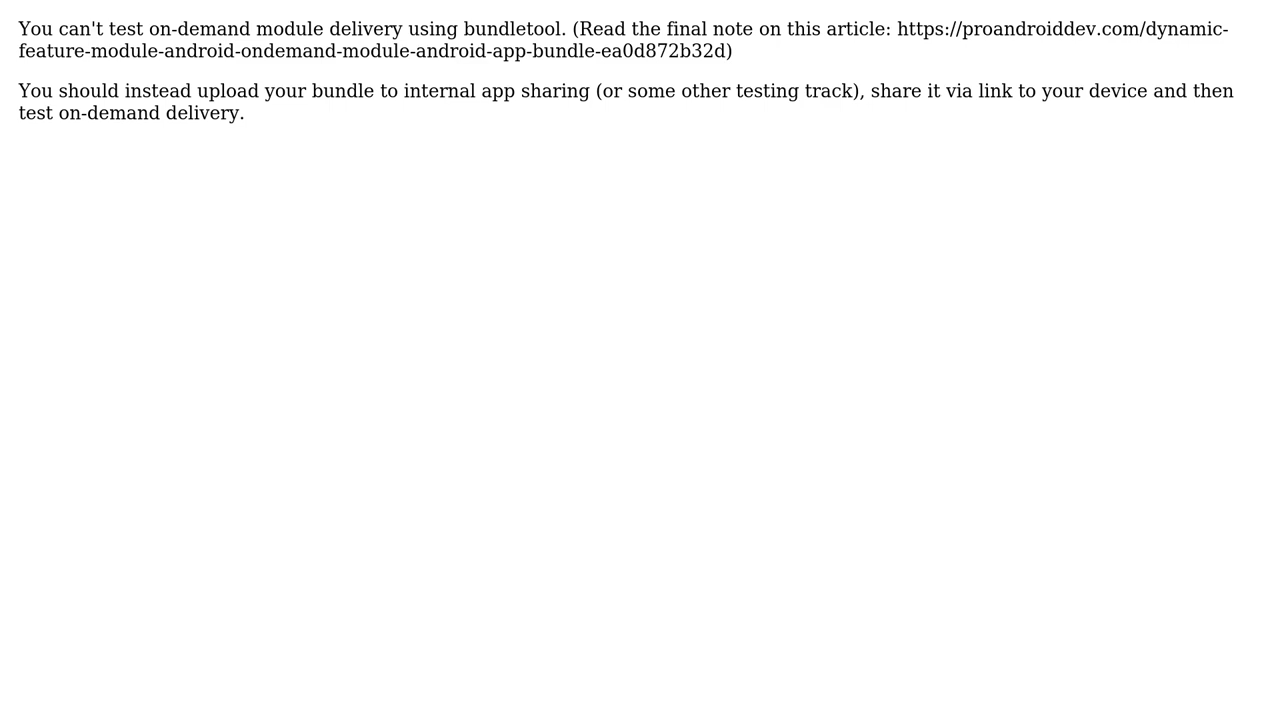 You can't test on-demand module delivery using bundletool. (Read the final note on this article: https://proandroiddev.com/dynamic-
feature-module-android-ondemand-module-android-app-bundle-ea0d872b32d)
You should instead upload your bundle to internal app sharing (or some other testing track), share it via link to your device and then
test on-demand delivery.